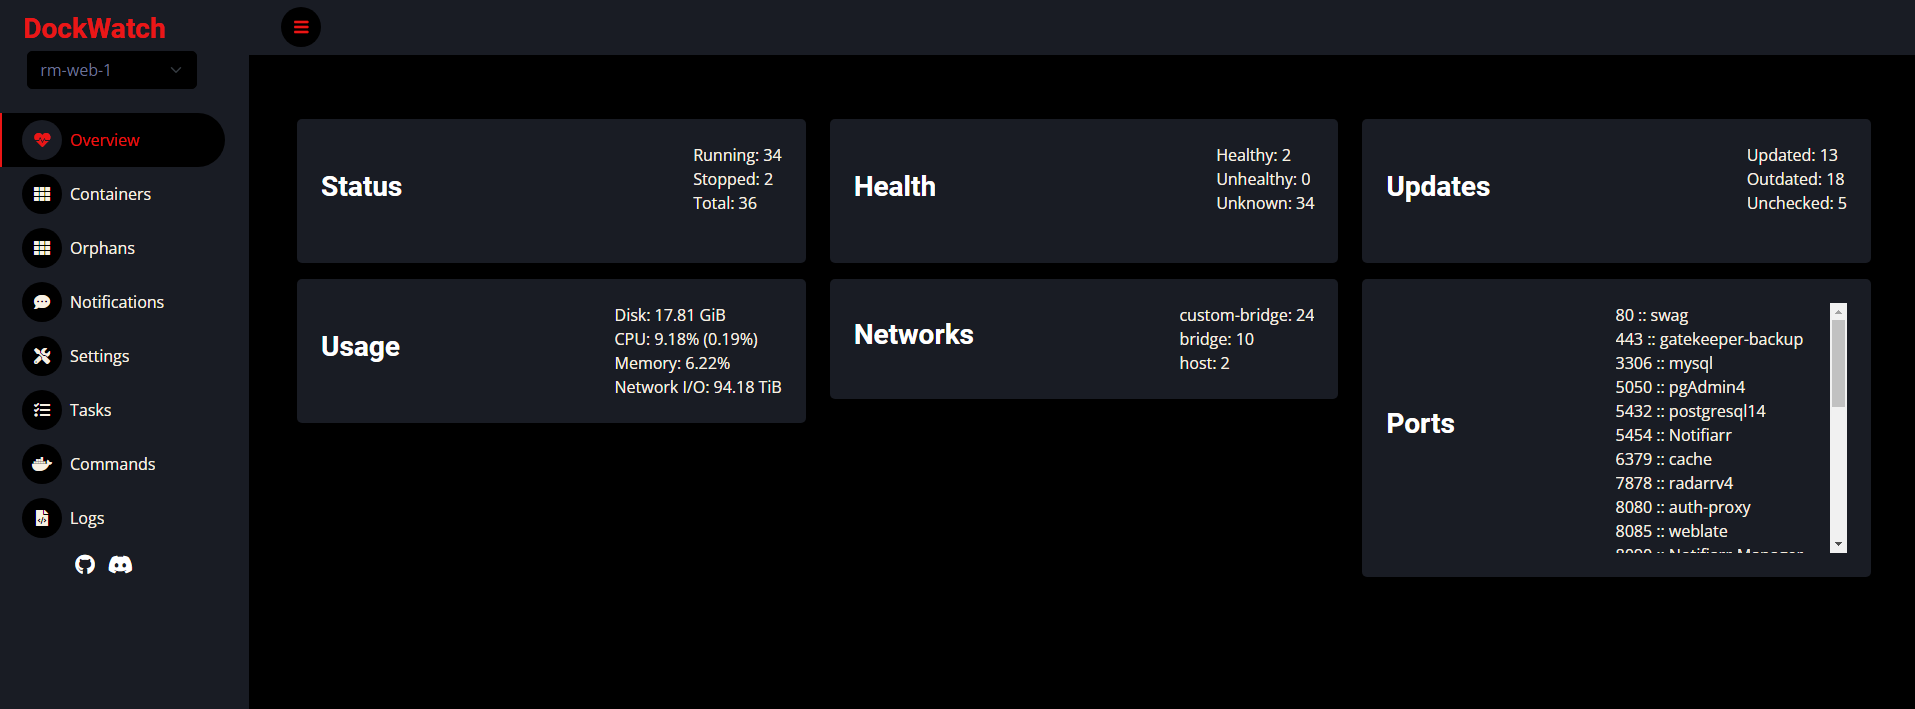 DockWatch
rm-web-1
Overview
Containers
Orphans
Notifications
Settings
Tasks
Commands
Logs
Status
Running: 34
Stopped: 2
Total: 36
Health
Healthy: 2
Unhealthy: 0
Unknown: 34
Updates
Updated: 13
Outdated: 18
Unchecked: 5
Usage
Disk: 17.81 GiB
CPU: 9.18% (0.19%)
Memory: 6.22%
Network I/O: 94.18 TiB
Networks
custom-bridge: 24
bridge: 10
host: 2
Ports
80 :: swag
443 :: gatekeeper-backup
3306 :: mysql
5050 :: pgAdmin4
5432 :: postgresql14
5454 :: Notifiarr
6379 :: cache
7878 :: radarrv4
8080 :: auth-proxy
8085 :: weblate
:: Notifiarr Manager